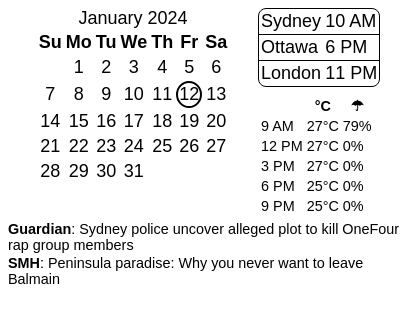 January 2024
Su Mo Tu We Th Fr Sa
1 2 3 4 5 6
7 8 9 10 11 12 13
14 15 16 17 18 19 20
21 22 23 24 25 26 27
28 29 30 31
Sydney 10 AM
Ottawa 6 PM
London 11 PM
°C ☂
9 AM 27°C 79%
12 PM 27°C 0%
3 PM 27°C 0%
6 PM 25°C 0%
9 PM 25°C 0%
Guardian: Sydney police uncover alleged plot to kill OneFour
rap group members
SMH: Peninsula paradise: Why you never want to leave
Balmain